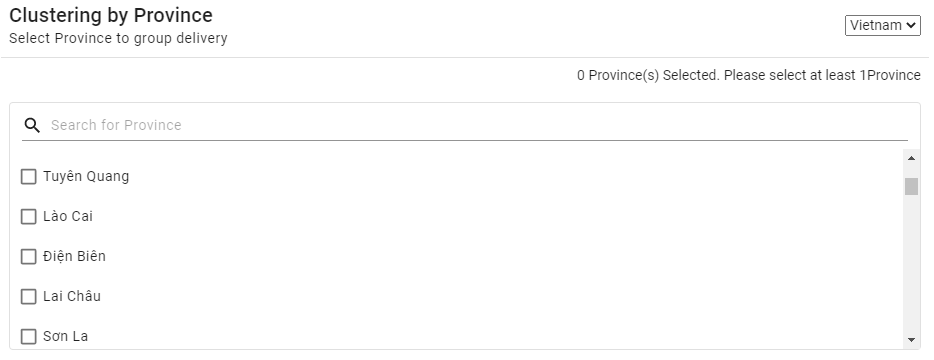 Clustering by Province
Select Province to group delivery
Vietnam
0 Province(s) Selected. Please select at least 1Province
Search for Province
Tuyên Quang
Lào Cai
Điện Biên
Lai Châu
Sơn La